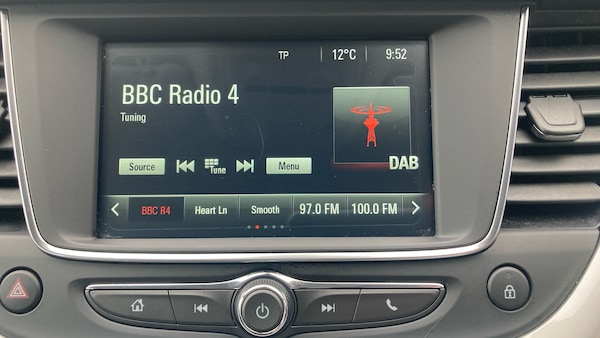 TP 12°C 9:52
BBC Radio 4
Tuning
DAB
Source Tune Menu
BBC R4 Heart Ln Smooth 97.0 FM 100.0 FM